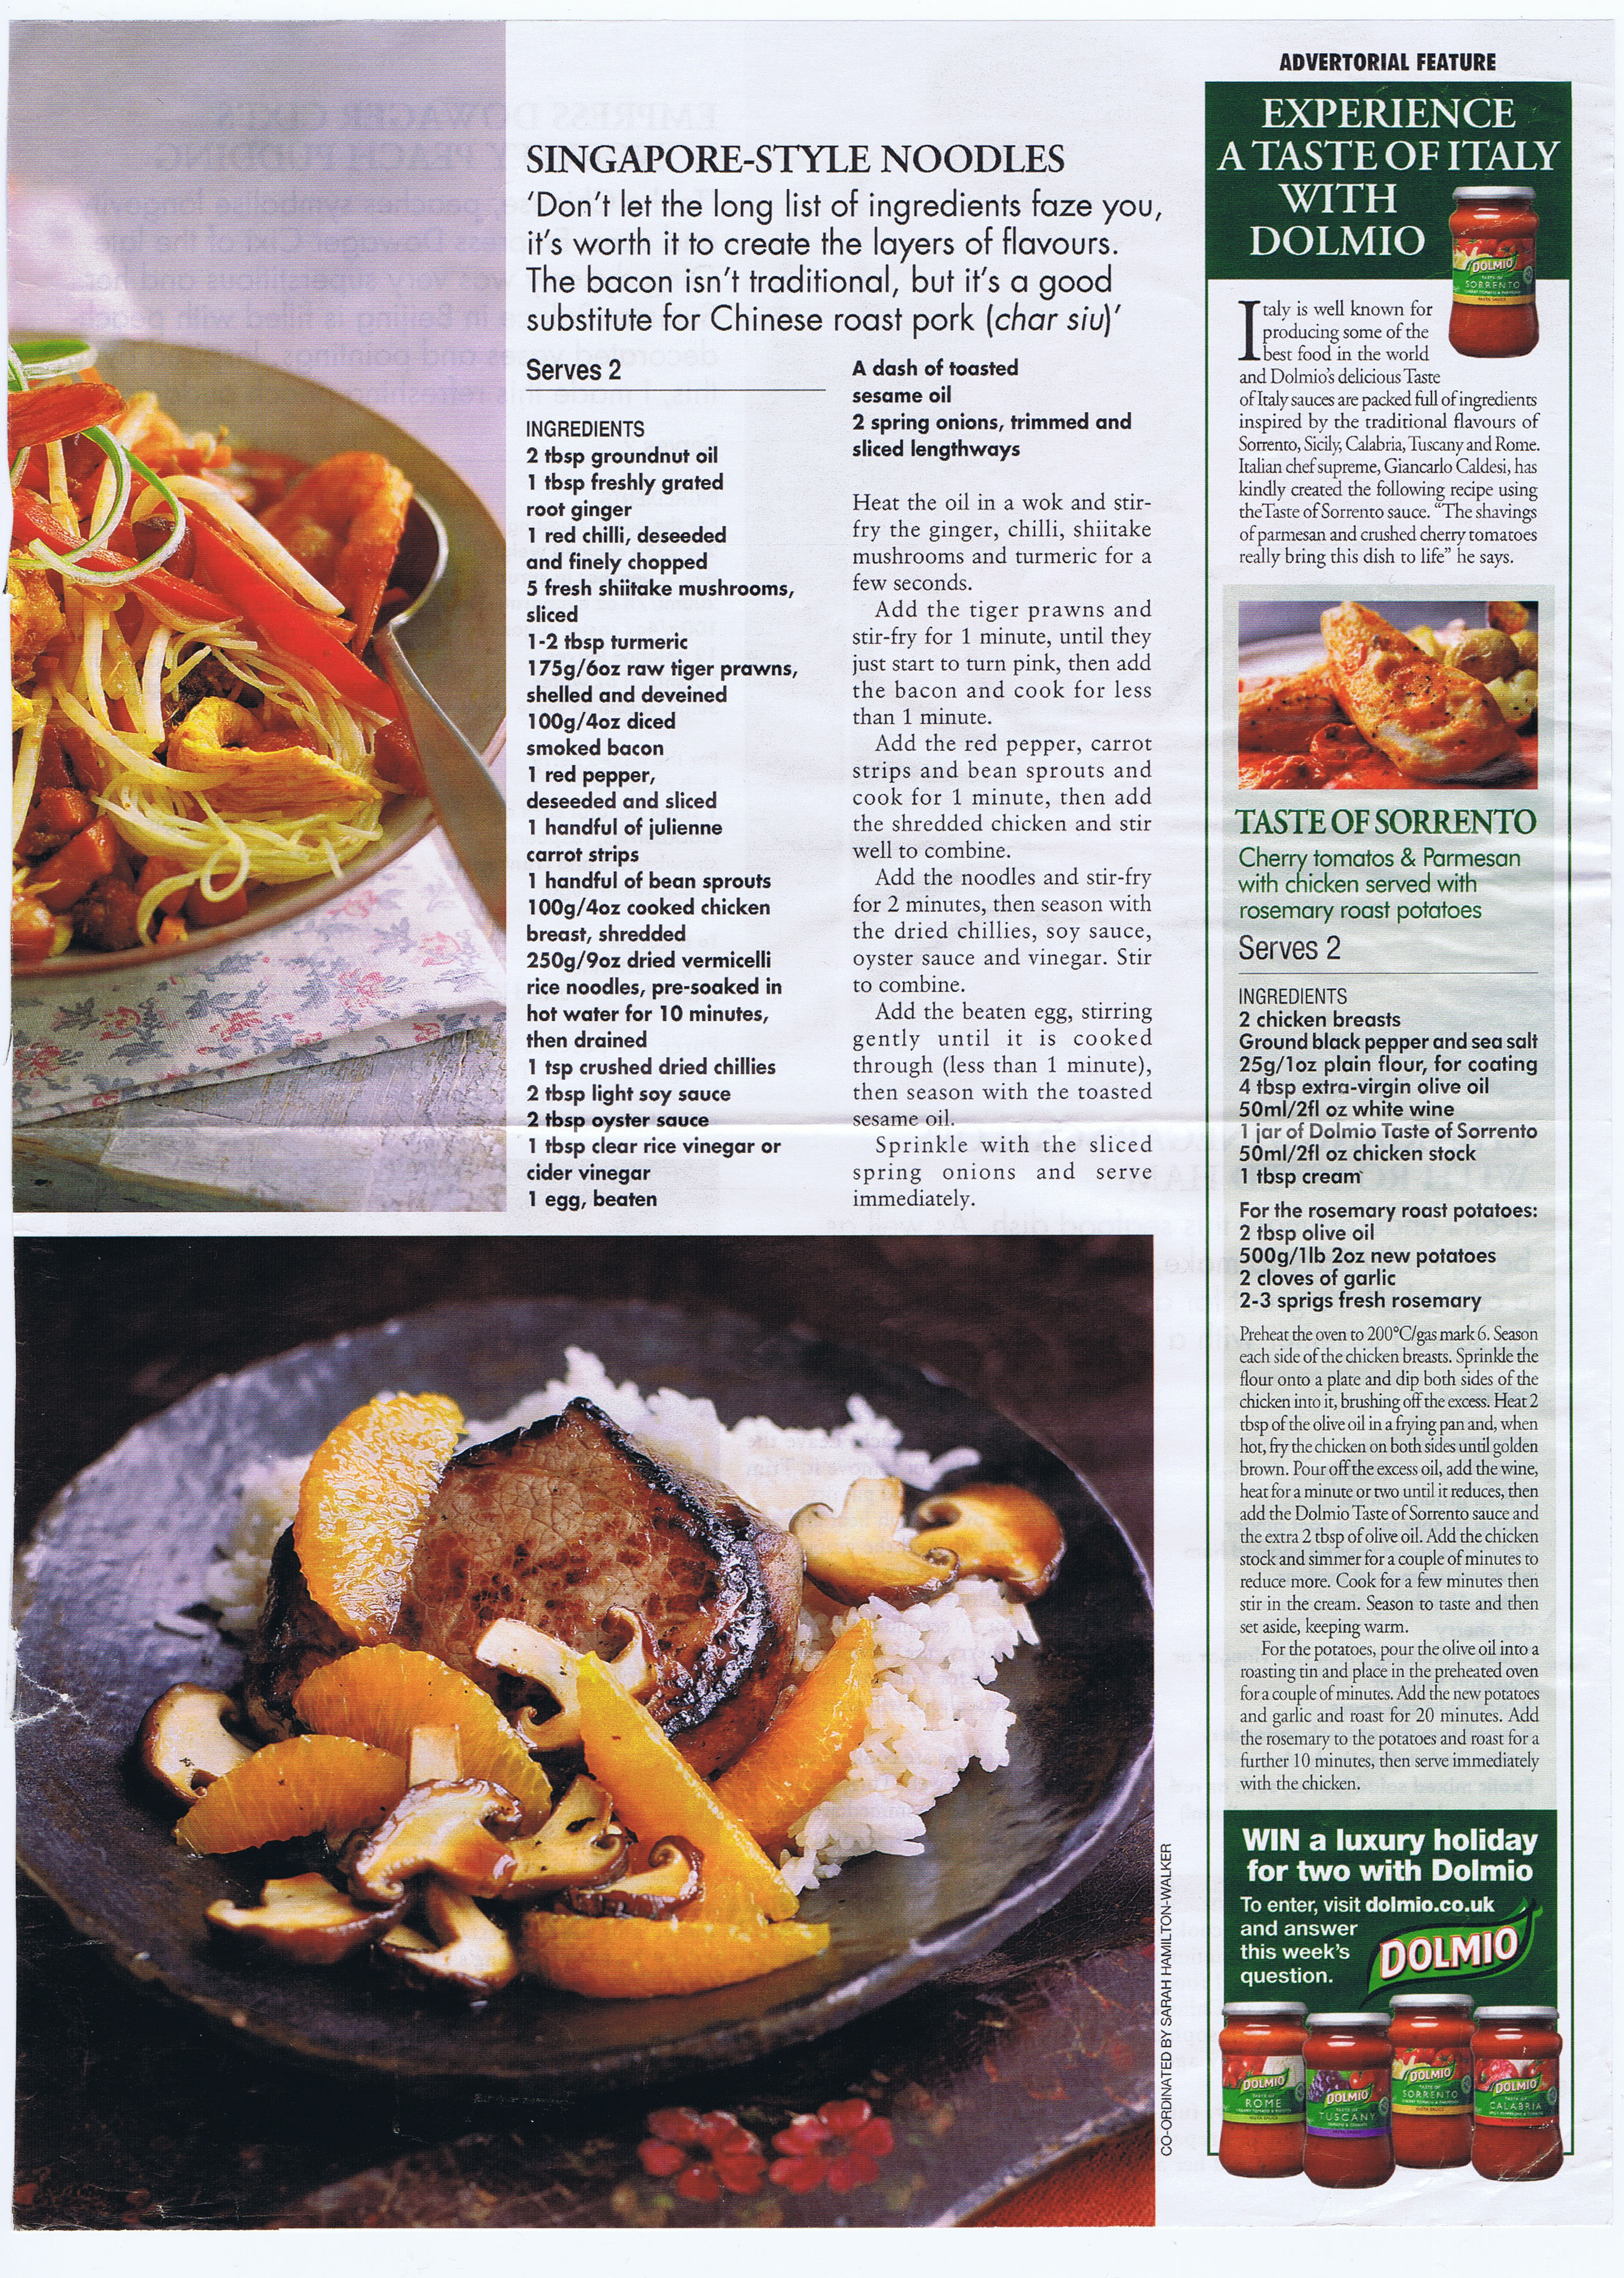 SINGAPORE-STYLE NOODLES
'Don't let the long list of ingredients faze you,
it's worth it to create the layers of flavours.
The bacon isn't traditional, but it's a good
substitute for Chinese roast pork (char siu)'
Serves 2
INGREDIENTS
2 tbsp groundnut oil
1 tbsp freshly grated
root ginger
1 red chilli, deseeded
and finely chopped
5 fresh shiitake mushrooms,
sliced
1-2 tbsp turmeric
175g/6oz raw tiger prawns,
shelled and deveined
100g/4oz diced
smoked bacon
1 red pepper,
deseeded and sliced
1 handful of julienne
carrot strips
1 handful of bean sprouts
100g/4oz cooked chicken
breast, shredded
250g/9oz dried vermicelli
rice noodles, pre-soaked in
hot water for 10 minutes,
then drained
1 tsp crushed dried chillies
2 tbsp light soy sauce
2 tbsp oyster sauce
1 tbsp clear rice vinegar or
cider vinegar
1 egg, beaten
A dash of toasted
sesame oil
2 spring onions, trimmed and
sliced lengthways
Heat the oil in a wok and stir-
fry the ginger, chilli, shiitake
mushrooms and turmeric for a
few seconds.
Add the tiger prawns and
stir-fry for 1 minute, until they
just start to turn pink, then add
the bacon and cook for less
than 1 minute.
Add the red pepper, carrot
strips and bean sprouts and
cook for 1 minute, then add
the shredded chicken and stir
well to combine.
Add the noodles and stir-fry
for 2 minutes, then season with
the dried chillies, soy sauce,
oyster sauce and vinegar. Stir
to combine.
Add the beaten egg, stirring
gently until it is cooked
through (less than 1 minute),
then season with the toasted
sesame oil.
Sprinkle with the sliced
spring onions and serve
immediately.
CO-ORDINATED BY SARAH HAMILTON-WALKER
ADVERTORIAL FEATURE
EXPERIENCE
A TASTE OF ITALY
WITH
DOLMIO
DOLMIO
TASTE OF
SORRENTO
Italy is well known for
producing some of the
best food in the world
and Dolmio's delicious Taste
of Italy sauces are packed full of ingredients
inspired by the traditional flavours of
Sorrento, Sicily, Calabria, Tuscany and Rome.
Italian chef supreme, Giancarlo Caldesi, has
kindly created the following recipe using
theTaste of Sorrento sauce. "The shavings
of parmesan and crushed cherry tomatoes
really bring this dish to life" he says.
TASTE OF SORRENTO
Cherry tomatos & Parmesan
with chicken served with
rosemary roast potatoes
Serves 2
INGREDIENTS
2 chicken breasts
Ground black pepper and sea salt
25g/1oz plain flour, for coating
4 tbsp extra-virgin olive oil
50ml/2fl oz white wine
1 jar of Dolmio Taste of Sorrento
50ml/2fl oz chicken stock
1 tbsp cream
For the rosemary roast potatoes:
2 tbsp olive oil
500g/1lb 2oz new potatoes
2 cloves of garlic
2-3 sprigs fresh rosemary
Preheat the oven to 200°C/gas mark 6. Season
each side of the chicken breasts. Sprinkle the
flour onto a plate and dip both sides of the
chicken into it, brushing off the excess. Heat 2
tbsp of the olive oil in a frying pan and, when
hot, fry the chicken on both sides until golden
brown. Pour off the excess oil, add the wine,
heat for a minute or two until it reduces, then
add the Dolmio Taste of Sorrento sauce and
the extra 2 tbsp of olive oil. Add the chicken
stock and simmer for a couple of minutes to
reduce more. Cook for a few minutes then
stir in the cream. Season to taste and then
set aside, keeping warm.
For the potatoes, pour the olive oil into a
roasting tin and place in the preheated oven
for a couple of minutes. Add the new potatoes
and garlic and roast for 20 minutes. Add
the rosemary to the potatoes and roast for a
further 10 minutes, then serve immediately
with the chicken.
WIN a luxury holiday
for two with Dolmio
To enter, visit dolmio.co.uk
and answer
this week's
question.
DOLMIO
DOLMIO
ROME
DOLMIO
TUSCANY
DOLMIO
SORRENTO
DOLMIO
CALABRIA